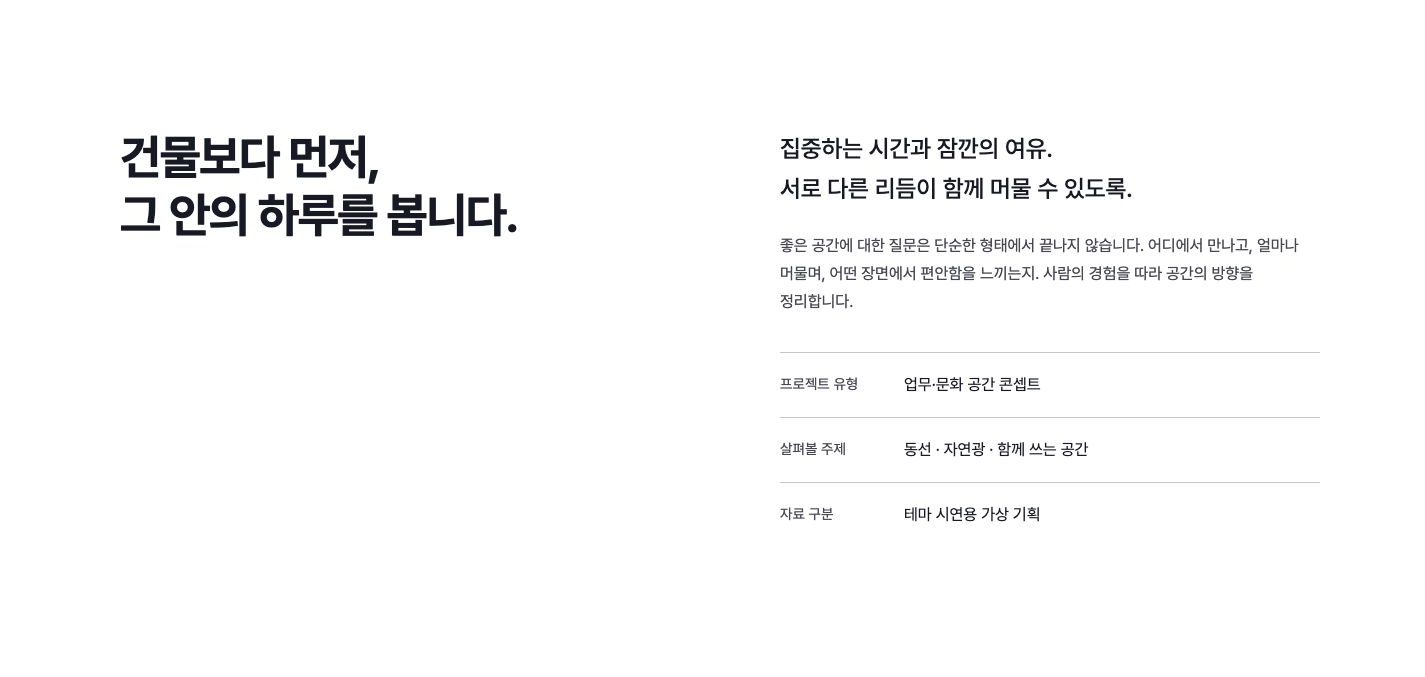 건물보다 먼저,
그 안의 하루를 봅니다.
집중하는 시간과 잠깐의 여유.
서로 다른 리듬이 함께 머물 수 있도록.
좋은 공간에 대한 질문은 단순한 형태에서 끝나지 않습니다. 어디에서 만나고, 얼마나
머물며, 어떤 장면에서 편안함을 느끼는지. 사람의 경험을 따라 공간의 방향을
정리합니다.
프로젝트 유형 업무·문화 공간 콘셉트
살펴볼 주제 동선 · 자연광 · 함께 쓰는 공간
자료 구분 테마 시연용 가상 기획